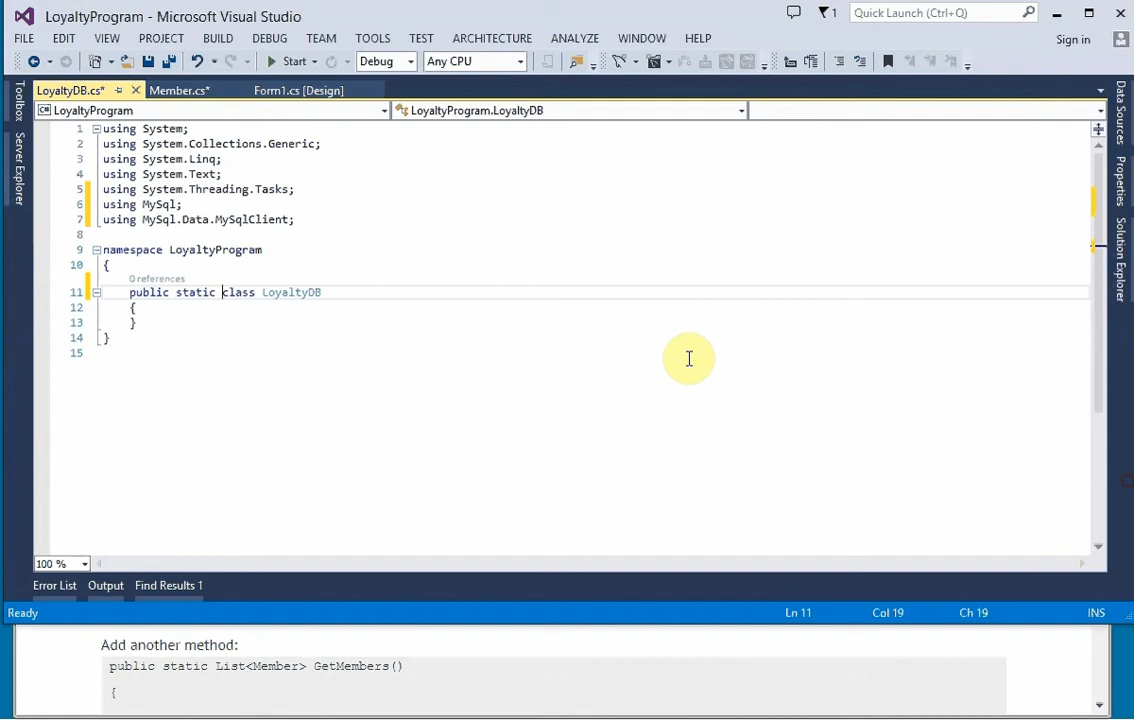 LoyaltyProgram - Microsoft Visual Studio
1
Quick Launch (Ctrl+Q)
FILE EDIT VIEW PROJECT BUILD DEBUG TEAM TOOLS TEST ARCHITECTURE ANALYZE WINDOW HELP
Sign in
Start Debug Any CPU
LoyaltyDB.cs* Member.cs* Form1.cs [Design]
C# LoyaltyProgram LoyaltyProgram.LoyaltyDB
Toolbox
Server Explorer
Data Sources
Properties
Solution Explorer
1 using System;
2 using System.Collections.Generic;
3 using System.Linq;
4 using System.Text;
5 using System.Threading.Tasks;
6 using MySql;
7 using MySql.Data.MySqlClient;
8
9 namespace LoyaltyProgram
10 {
0 references
11 public static class LoyaltyDB
12 {
13 }
14 }
15
100 %
Error List Output Find Results 1
Ready Ln 11 Col 19 Ch 19 INS
Add another method:
public static List<Member> GetMembers()
{